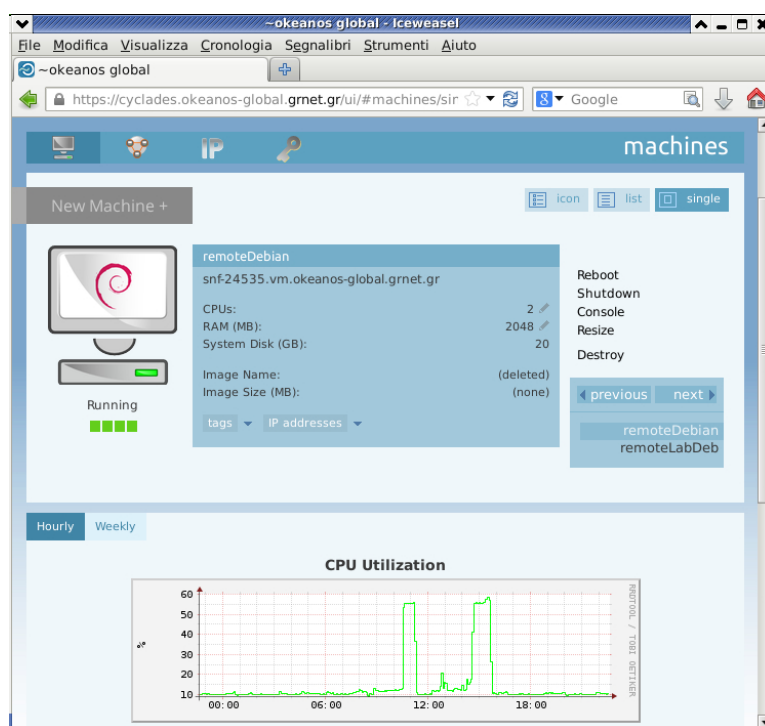 ~okeanos global - Iceweasel
File Modifica Visualizza Cronologia Segnalibri Strumenti Aiuto
~okeanos global
https://cyclades.okeanos-global.grnet.gr/ui/#machines/sin Google
IP machines
New Machine + icon list single
remoteDebian
snf-24535.vm.okeanos-global.grnet.gr
CPUs: 2
RAM (MB): 2048
System Disk (GB): 20
Image Name: (deleted)
Image Size (MB): (none)
tags IP addresses
Running
Reboot
Shutdown
Console
Resize
Destroy
previous next
remoteDebian
remoteLabDeb
Hourly Weekly
CPU Utilization
60
50
40
30
20
10
%
00:00 06:00 12:00 18:00
RRDTOOL / TOBI OETIKER